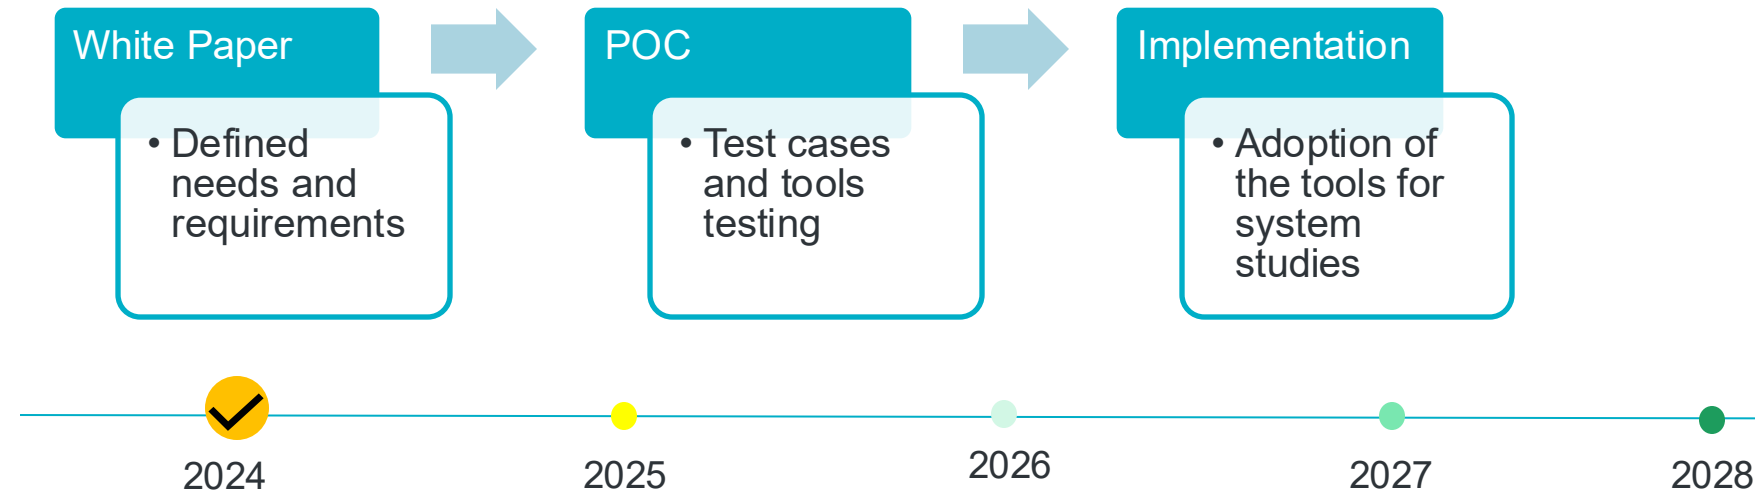 White Paper
• Defined
needs and
requirements
POC
• Test cases
and tools
testing
Implementation
• Adoption of
the tools for
system
studies
2024
2025
2026
2027
2028